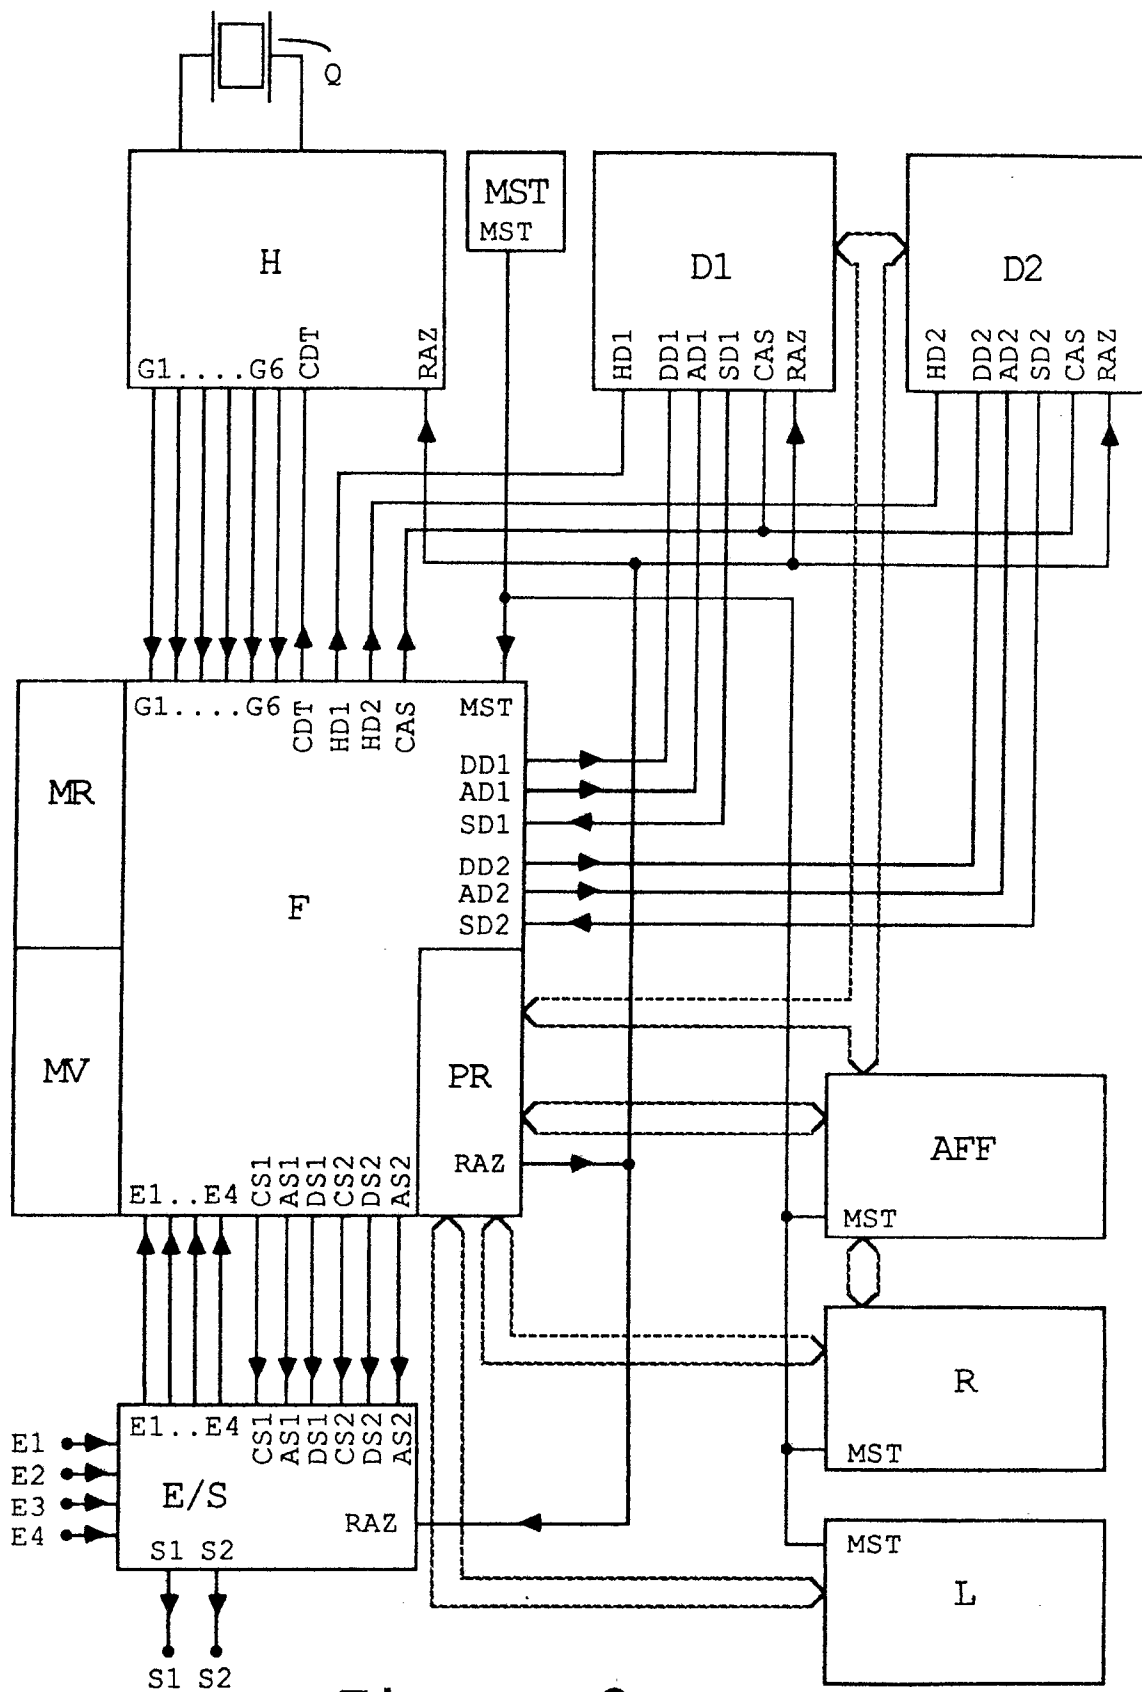 Q
H
G1....G6
CDT
RAZ
MST
MST
D1
HD1
DD1
AD1
SD1
CAS
RAZ
D2
HD2
DD2
AD2
SD2
CAS
RAZ
MR
MV
F
G1....G6
CDT
HD1
HD2
CAS
MST
DD1
AD1
SD1
DD2
AD2
SD2
PR
RAZ
E1..E4
CS1
AS1
DS1
CS2
DS2
AS2
AFF
MST
R
MST
MST
L
E1..E4
CS1
AS1
DS1
CS2
DS2
AS2
E/S
RAZ
S1 S2
E1
E2
E3
E4
S1 S2